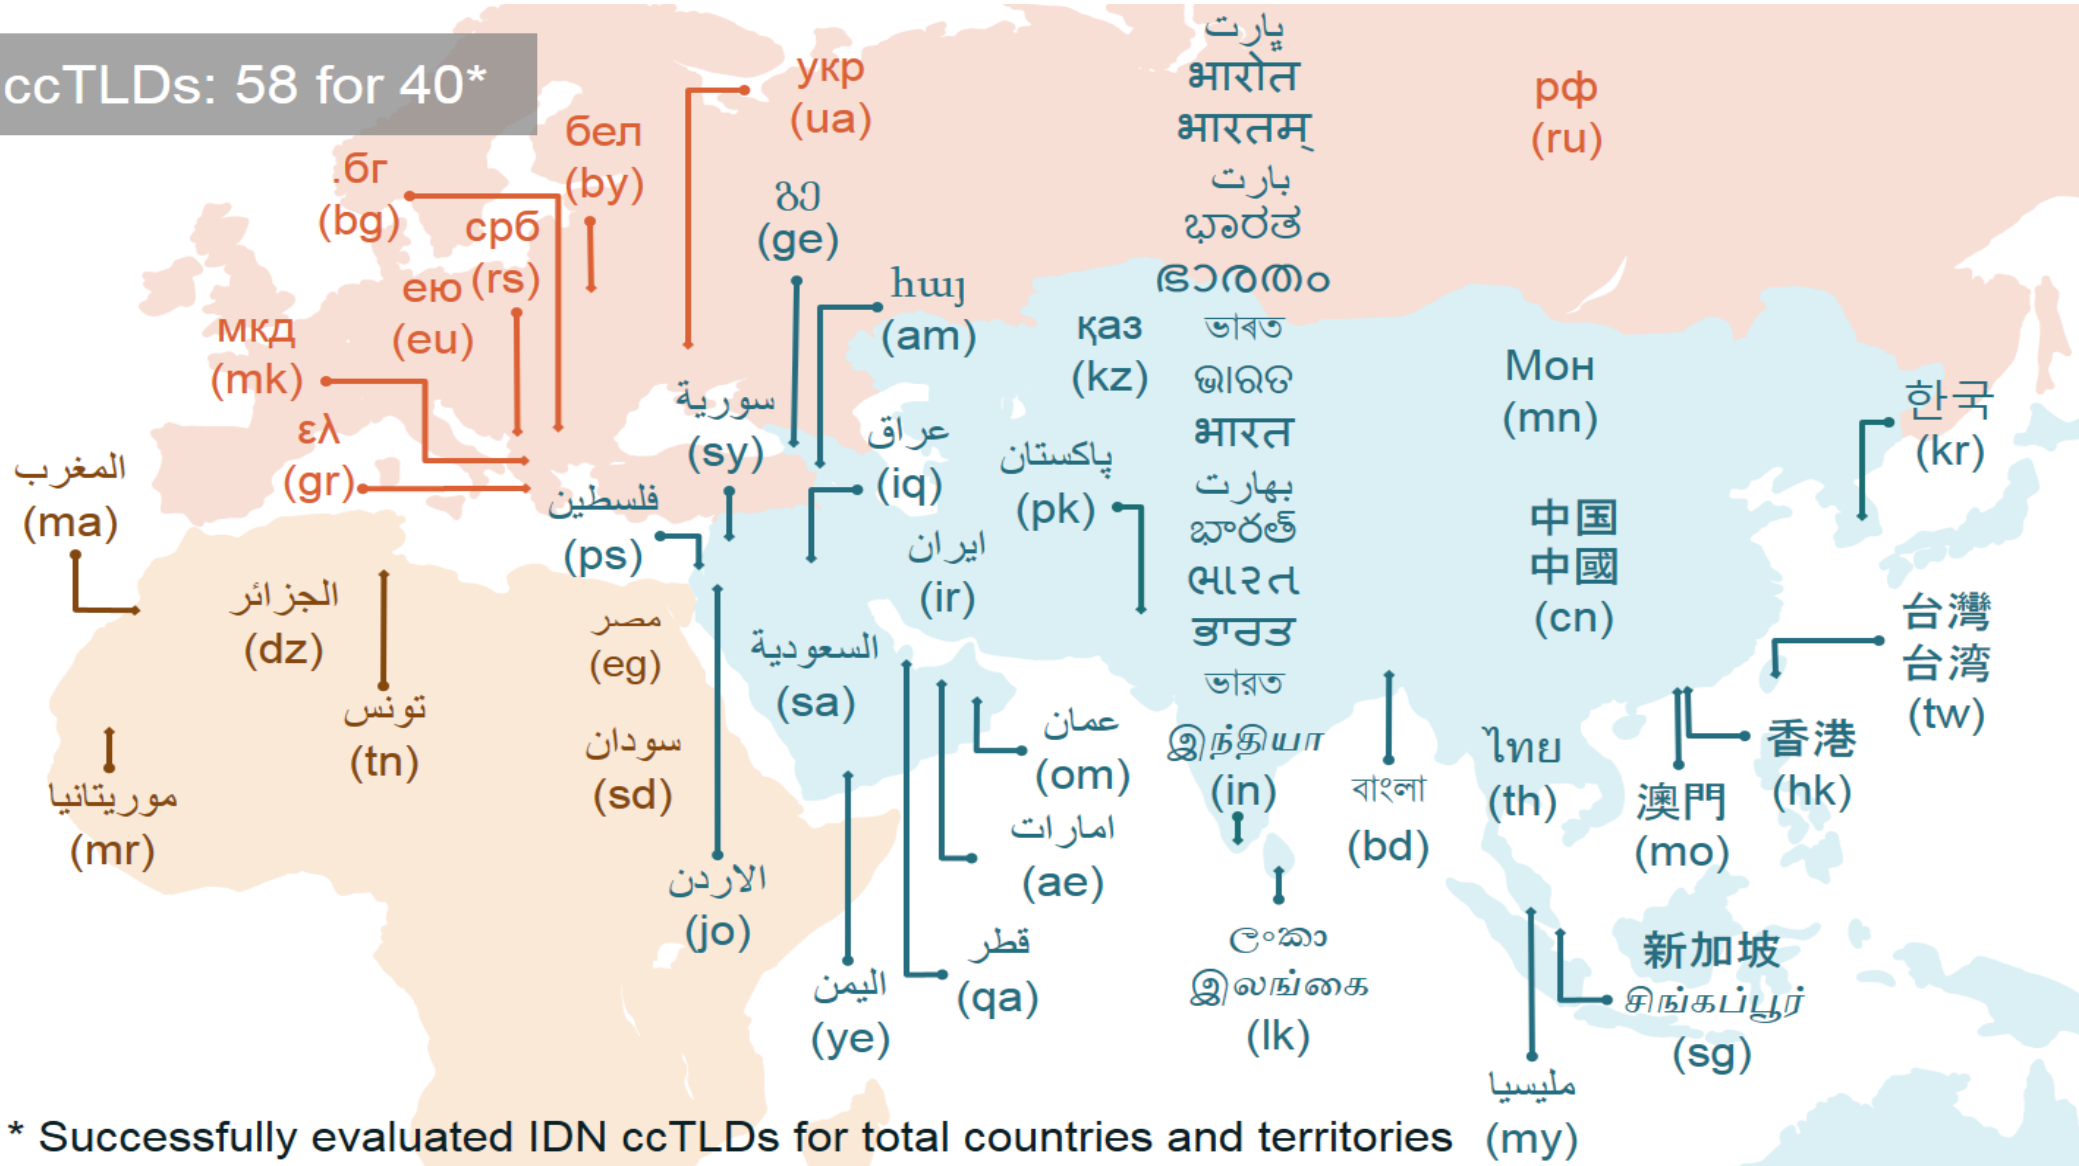 ccTLDs: 58 for 40*
укр
(ua)
бел
(by)
.бг
(bg)
срб
(rs)
ею
(eu)
мкд
(mk)
ελ
(gr)
рф
(ru)
გე
(ge)
հայ
(am)
қаз
(kz)
سورية
(sy)
عراق
(iq)
فلسطين
(ps)
ایران
(ir)
پاکستان
(pk)
السعودية
(sa)
عمان
(om)
امارات
(ae)
قطر
(qa)
اليمن
(ye)
الاردن
(jo)
المغرب
(ma)
الجزائر
(dz)
تونس
(tn)
مصر
(eg)
سودان
(sd)
موريتانيا
(mr)
ڀارت
भारोत
भारतम्
بارت
ಭಾರತ
ഭാരതം
ভাৰত
ଭାରତ
भारत
بھارت
భారత్
ભારત
ਭਾਰਤ
ভারত
இந்தியா
(in)
ලංකා
இலங்கை
(lk)
বাংলা
(bd)
Мон
(mn)
中国
中國
(cn)
한국
(kr)
台灣
台湾
(tw)
香港
(hk)
澳門
(mo)
ไทย
(th)
新加坡
சிங்கப்பூர்
(sg)
مليسيا
(my)
* Successfully evaluated IDN ccTLDs for total countries and territories